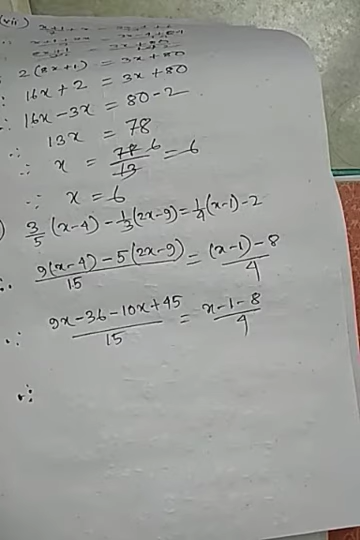 vii)
2(8x+1) = 3x+80
∴ 16x+2 = 3x+80
∴ 16x-3x = 80-2
∴ 13x = 78
∴ x = 78/13 6 = 6
∵ x = 6
) 3/5 (x-4) - 1/3 (2x-9) = 1/4 (x-1) - 2
∴ 9(x-4) - 5(2x-9)/15 = (x-1)-8/4
∴ 9x-36-10x+45/15 = x-1-8/4
∴